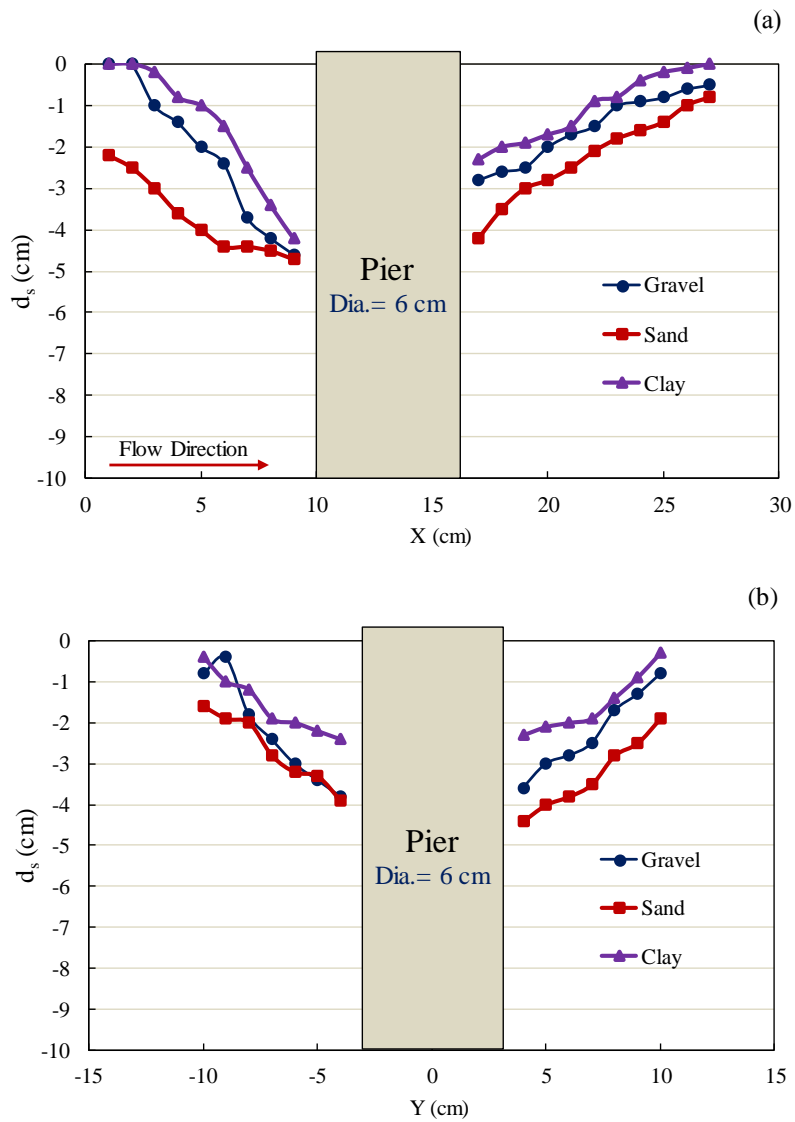 (a)
0
-1
-2
-3
-4
-5
-6
-7
-8
-9
-10
d_s (cm)
Pier
Dia.= 6 cm
Gravel
Sand
Clay
Flow Direction
0 5 10 15 20 25 30
X (cm)
(b)
0
-1
-2
-3
-4
-5
-6
-7
-8
-9
-10
d_s (cm)
Pier
Dia.= 6 cm
Gravel
Sand
Clay
-15 -10 -5 0 5 10 15
Y (cm)